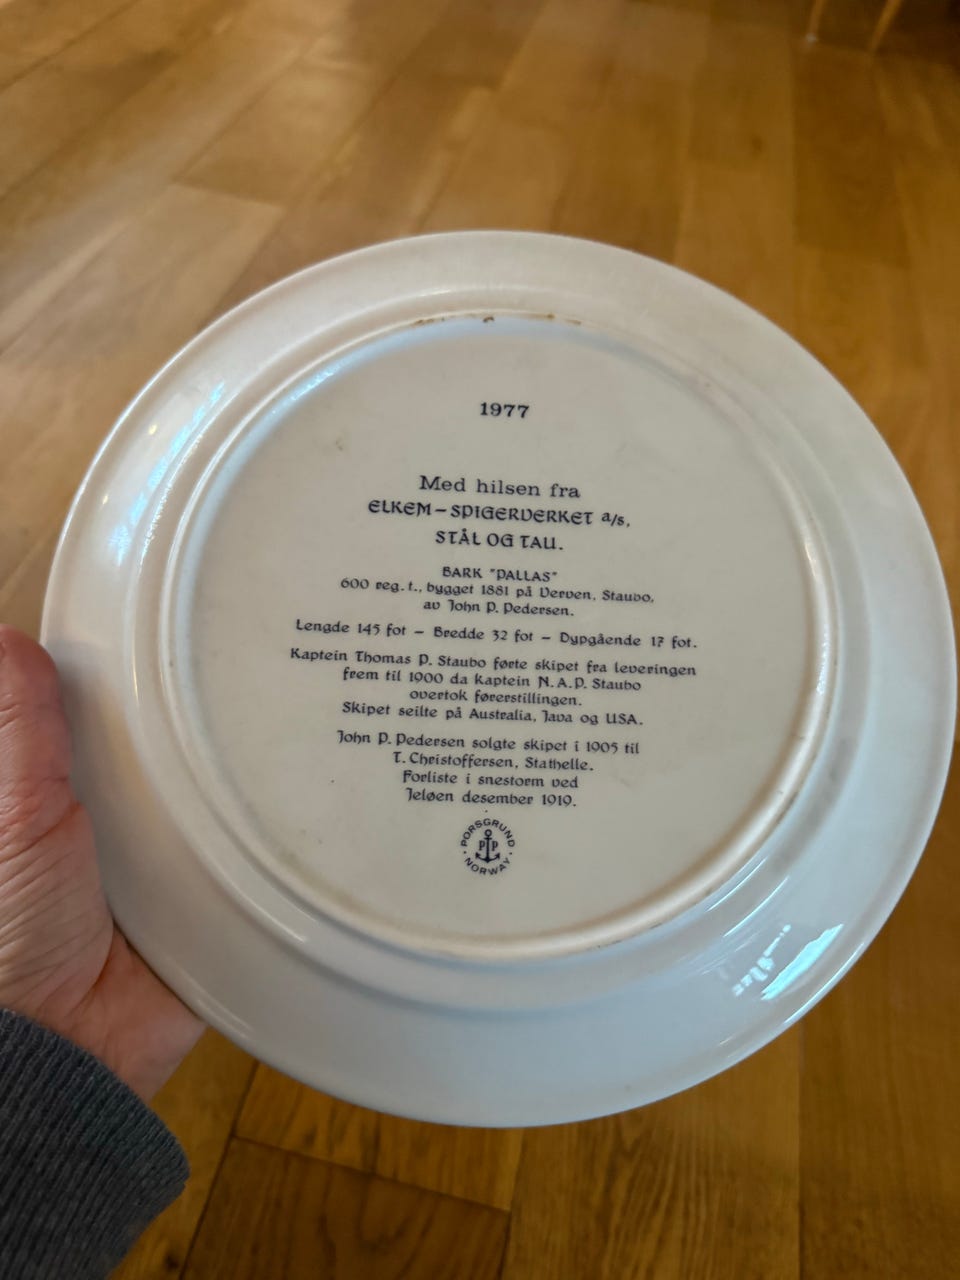 1977
Med hilsen fra
ELKEM – SPIGERVERKET a/s,
STÅL OG TAU.
BARK "PALLAS"
600 reg. t., bygget 1881 på Verven, Staubo,
av John P. Pedersen.
Lengde 145 fot – Bredde 32 fot – Dypgående 17 fot.
Kaptein Thomas P. Staubo førte skipet fra leveringen
frem til 1900 da kaptein N.A.P. Staubo
overtok førerstillingen.
Skipet seilte på Australia, Java og USA.
John P. Pedersen solgte skipet i 1905 til
T. Christoffersen, Stathelle.
Forliste i snestorm ved
Jeløen desember 1919.
PORSGRUND
PP
NORWAY